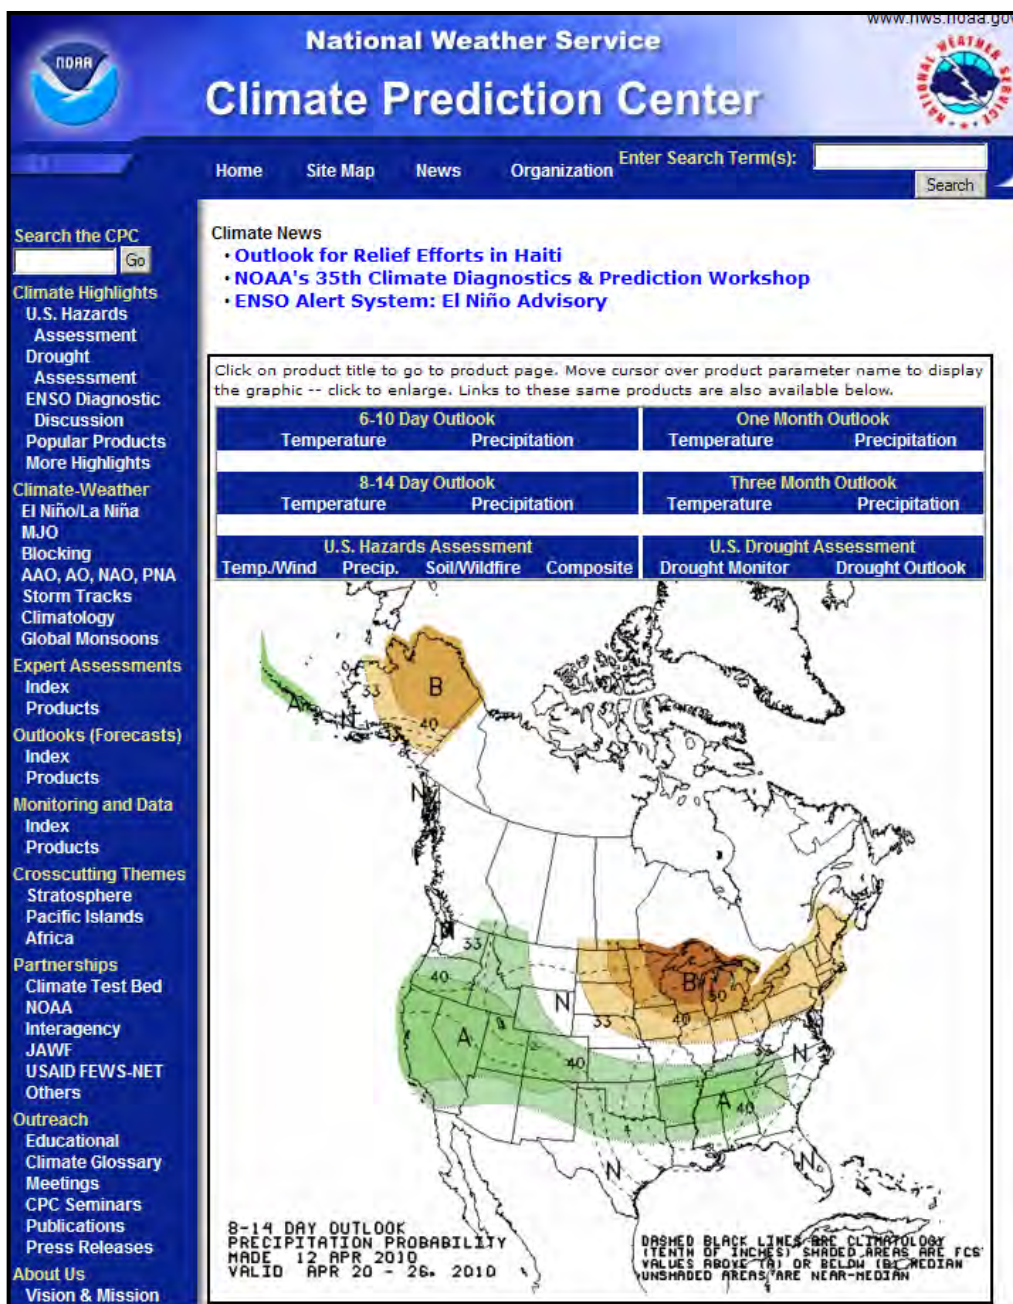 www.nws.noaa.gov
NOAA
National Weather Service
Climate Prediction Center
NATIONAL WEATHER SERVICE
Home Site Map News Organization Enter Search Term(s):
Search
Search the CPC
Go
Climate Highlights
U.S. Hazards
Assessment
Drought
Assessment
ENSO Diagnostic
Discussion
Popular Products
More Highlights
Climate-Weather
El Niño/La Niña
MJO
Blocking
AAO, AO, NAO, PNA
Storm Tracks
Climatology
Global Monsoons
Expert Assessments
Index
Products
Outlooks (Forecasts)
Index
Products
Monitoring and Data
Index
Products
Crosscutting Themes
Stratosphere
Pacific Islands
Africa
Partnerships
Climate Test Bed
NOAA
Interagency
JAWF
USAID FEWS-NET
Others
Outreach
Educational
Climate Glossary
Meetings
CPC Seminars
Publications
Press Releases
About Us
Vision & Mission
Climate News
• Outlook for Relief Efforts in Haiti
• NOAA's 35th Climate Diagnostics & Prediction Workshop
• ENSO Alert System: El Niño Advisory
Click on product title to go to product page. Move cursor over product parameter name to display
the graphic -- click to enlarge. Links to these same products are also available below.
6-10 Day Outlook One Month Outlook
Temperature Precipitation Temperature Precipitation
8-14 Day Outlook Three Month Outlook
Temperature Precipitation Temperature Precipitation
U.S. Hazards Assessment U.S. Drought Assessment
Temp./Wind Precip. Soil/Wildfire Composite Drought Monitor Drought Outlook
B
33
A N
40
N
33
40
B
50
N
33 40
A
40
33 N
A 40
N
N
8-14 DAY OUTLOOK
PRECIPITATION PROBABILITY
MADE 12 APR 2010
VALID APR 20 - 26, 2010
DASHED BLACK LINES ARE CLIMATOLOGY
(TENTH OF INCHES) SHADED AREAS ARE FCST
VALUES ABOVE (A) OR BELOW (B) MEDIAN
UNSHADED AREAS ARE NEAR-MEDIAN